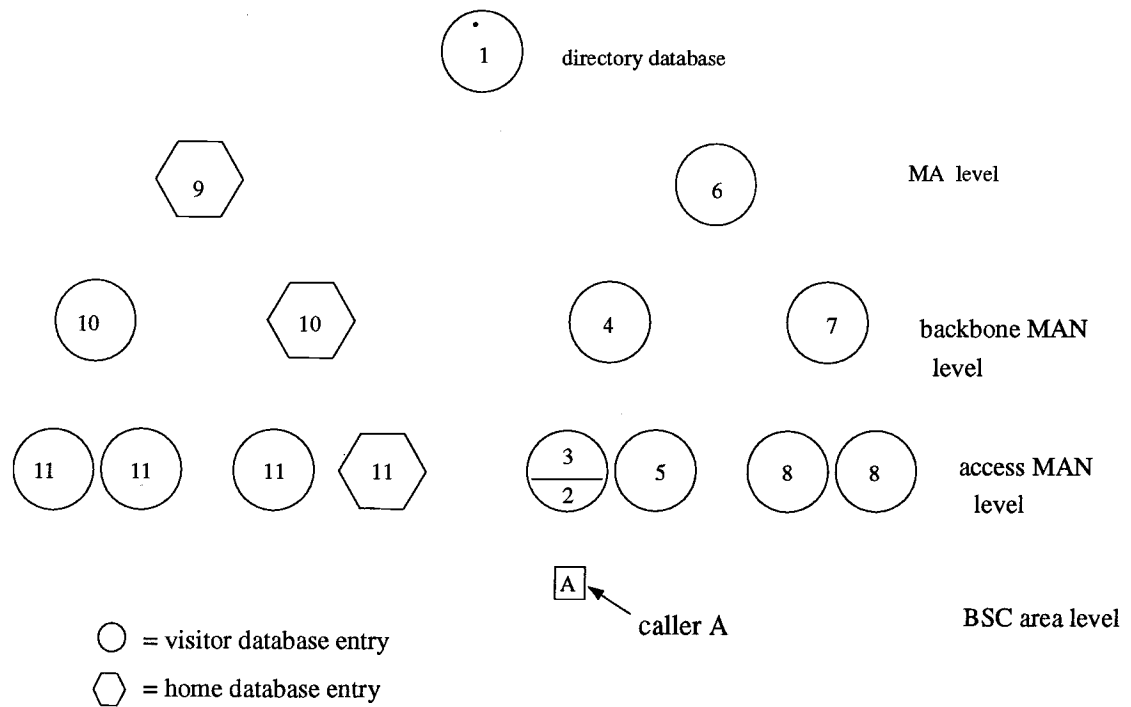 1 directory database
9 6 MA level
10 10 4 7 backbone MAN
level
11 11 11 11 3 5 8 8 access MAN
2 level
A
caller A BSC area level
= visitor database entry
= home database entry